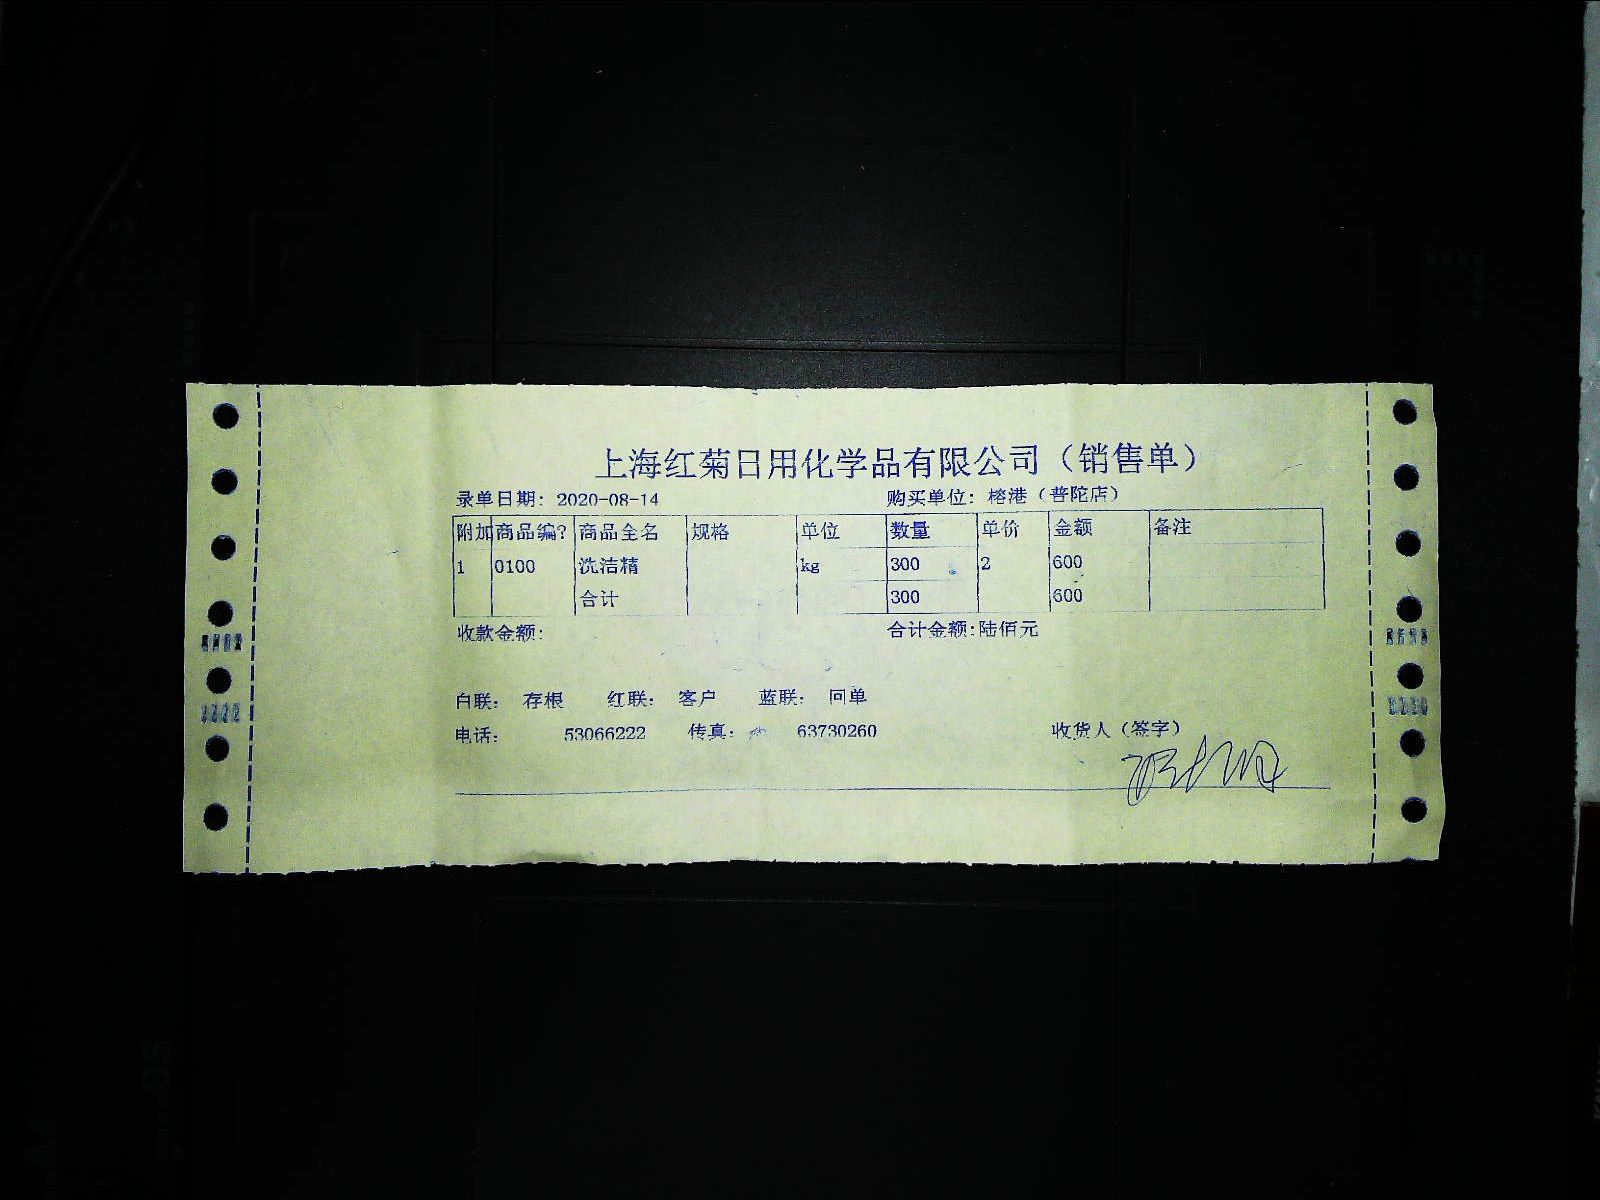 上海红菊日用化学品有限公司（销售单）
录单日期: 2020-08-14 购买单位: 榕港（普陀店）
附加 商品编? 商品全名 规格 单位 数量 单价 金额 备注
1 0100 洗洁精 kg 300 2 600
合计 300 600
收款金额: 合计金额:陆佰元
白联: 存根 红联: 客户 蓝联: 回单
电话: 53066222 传真: 63730260 收货人（签字）